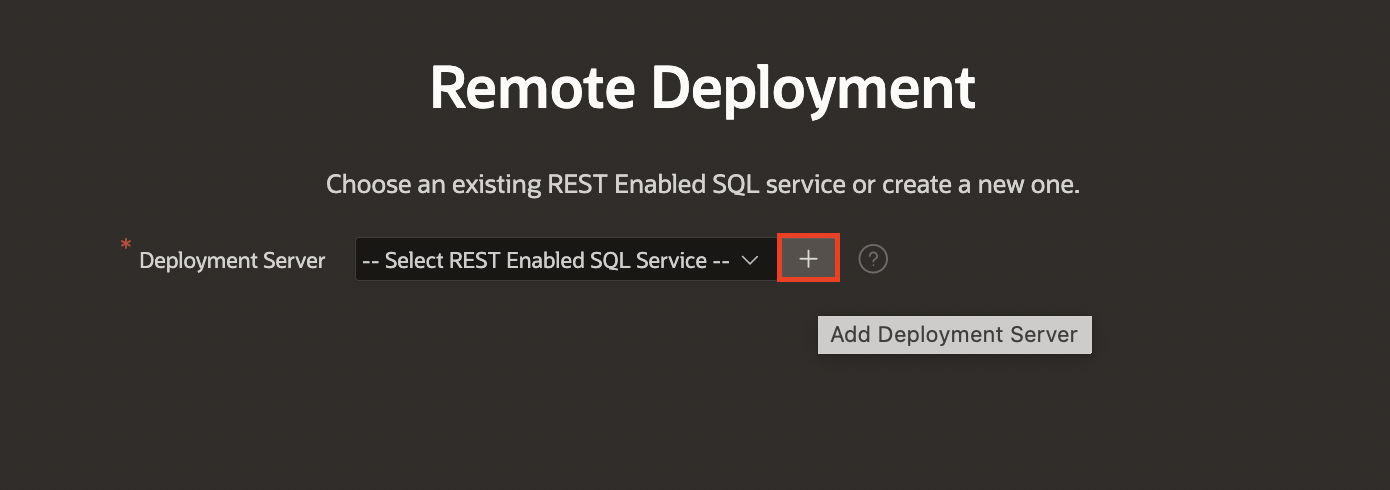 Remote Deployment
Choose an existing REST Enabled SQL service or create a new one.
* Deployment Server -- Select REST Enabled SQL Service -- + ?
Add Deployment Server